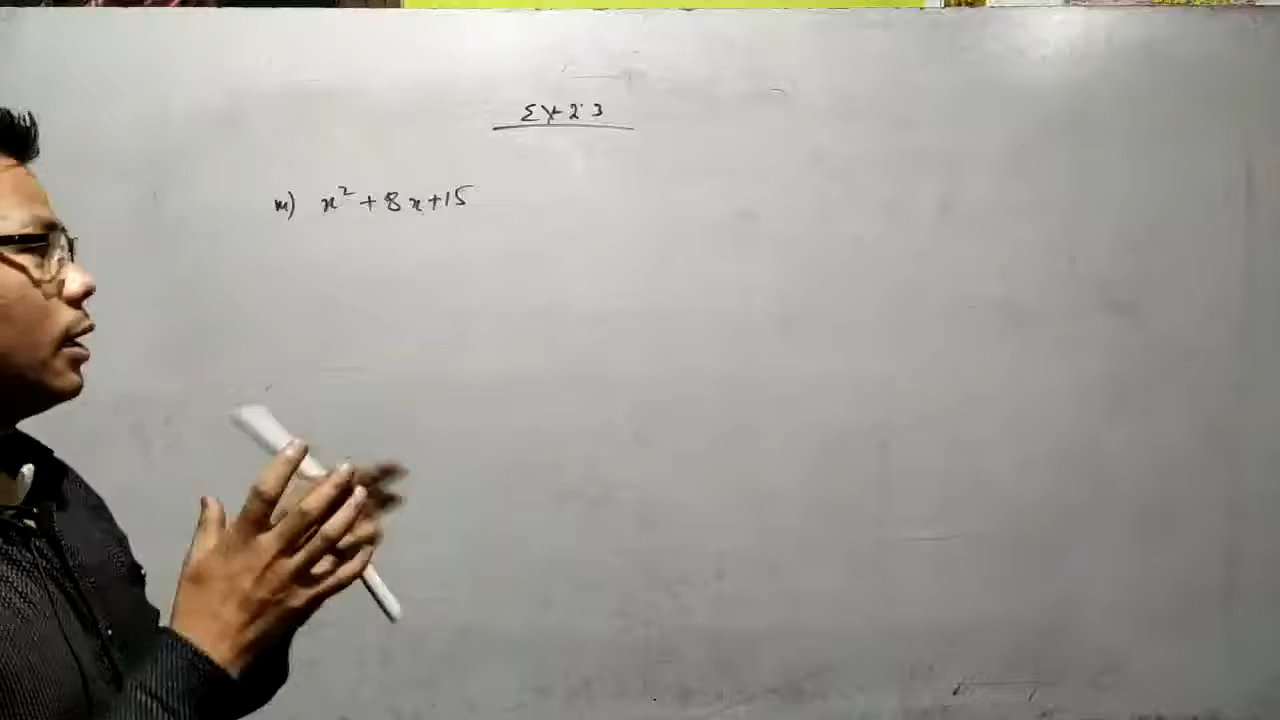 Ex-2.3
m) x² + 8x + 15